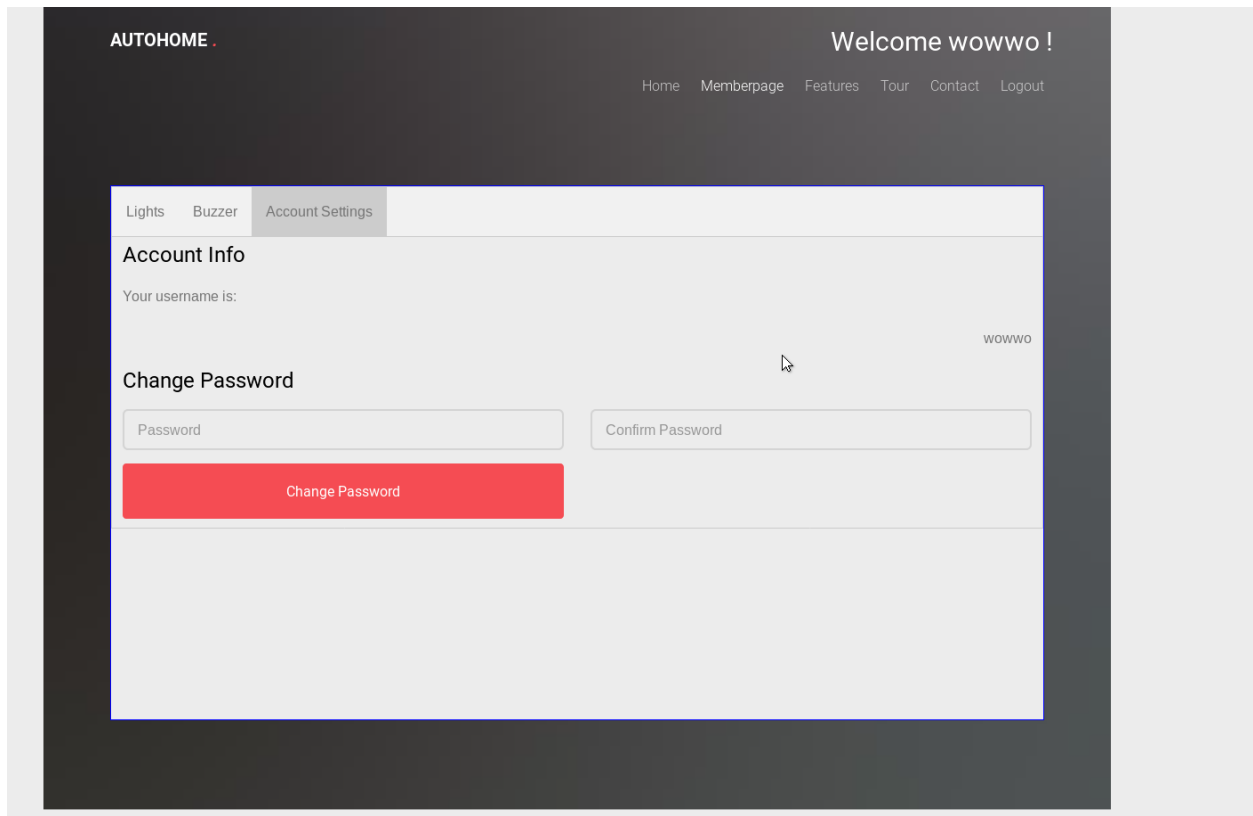 AUTOHOME .
Welcome wowwo !
Home Memberpage Features Tour Contact Logout
Lights Buzzer Account Settings
Account Info
Your username is:
wowwo
Change Password
Password Confirm Password
Change Password